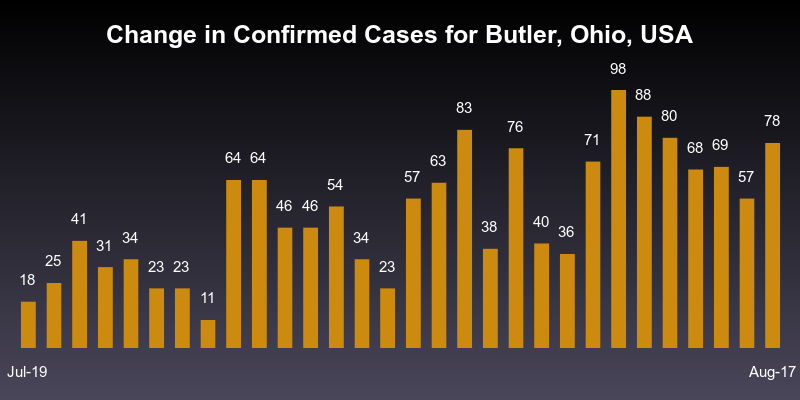 Change in Confirmed Cases for Butler, Ohio, USA
18 25 41 31 34 23 23 11 64 64 46 46 54 34 23 57 63 83 38 76 40 36 71 98 88 80 68 69 57 78
Jul-19 Aug-17